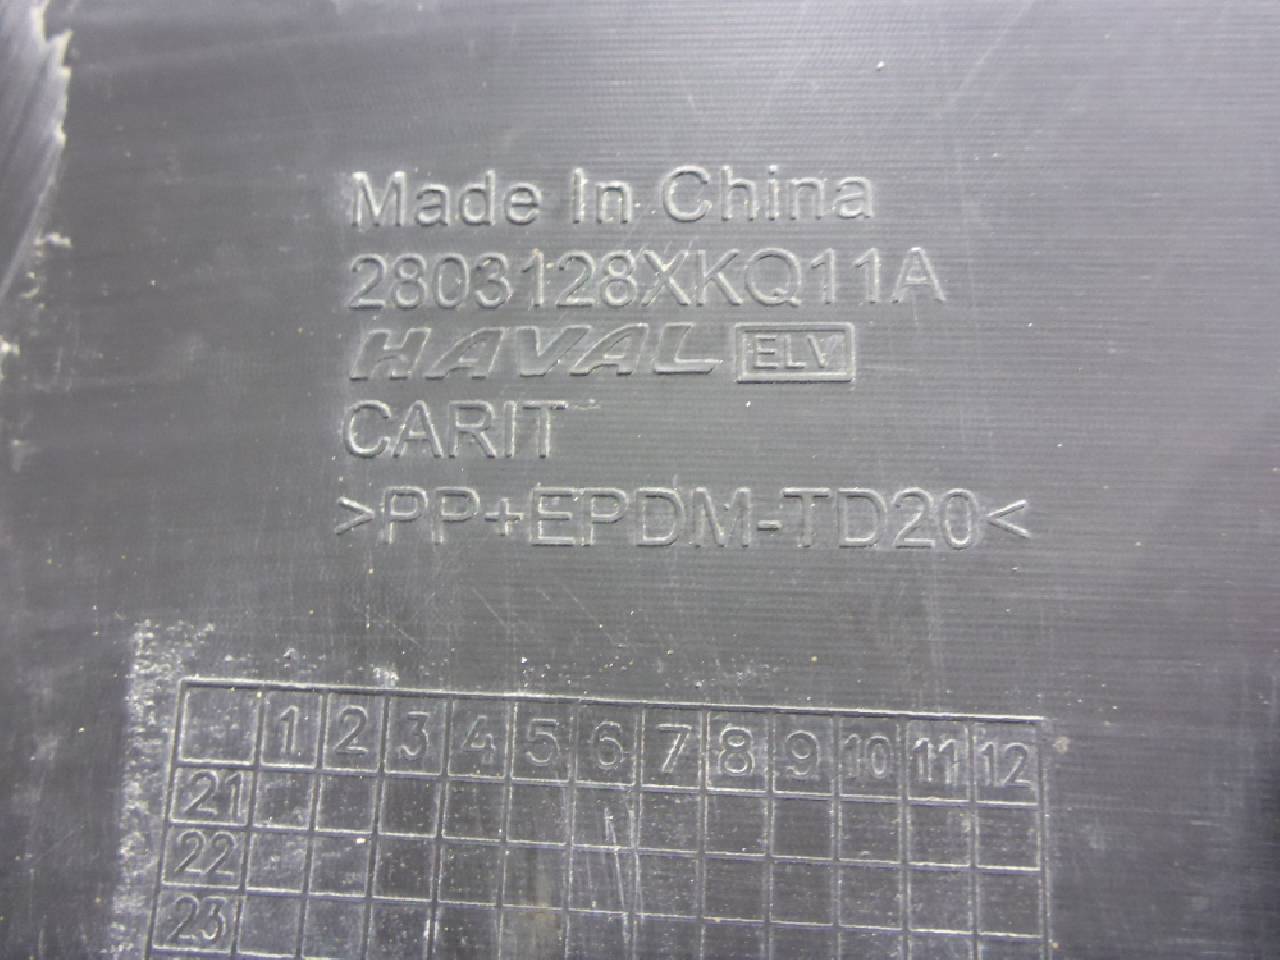 Made In China
2803128XKQ11A
HAVAL ELV
CARIT
>PP+EPDM-TD20<
1 2 3 4 5 6 7 8 9 10 11 12
21
22
23